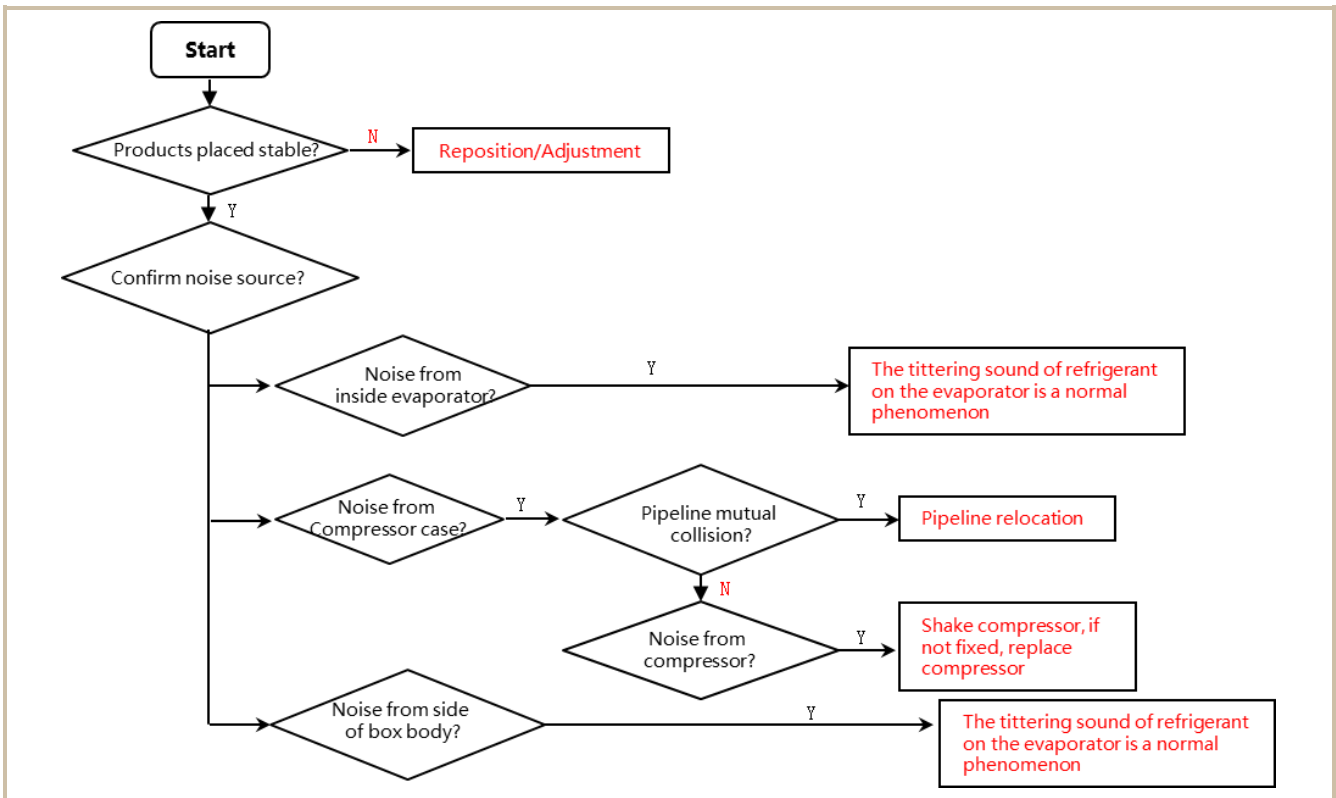 Start
Products placed stable?
N
Reposition/Adjustment
Y
Confirm noise source?
Noise from
inside evaporator?
Y
The tittering sound of refrigerant
on the evaporator is a normal
phenomenon
Noise from
Compressor case?
Y
Pipeline mutual
collision?
Y
Pipeline relocation
N
Noise from
compressor?
Y
Shake compressor, if
not fixed, replace
compressor
Noise from side
of box body?
Y
The tittering sound of refrigerant
on the evaporator is a normal
phenomenon